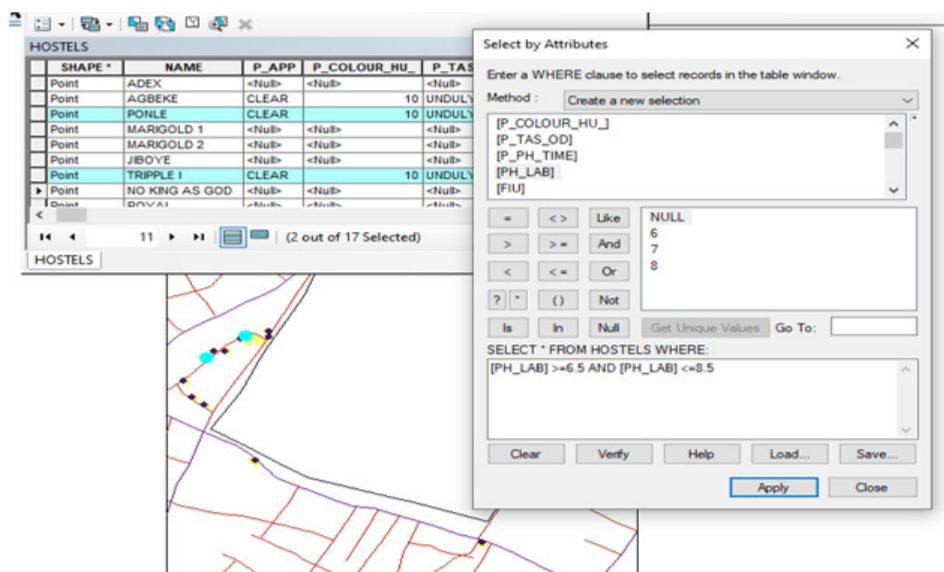 HOSTELS
SHAPE * NAME P_APP P_COLOUR_HU_ P_TAS
Point ADEX <Null> <Null> <Null>
Point AGBEKE CLEAR 10 UNDULY
Point PONLE CLEAR 10 UNDULY
Point MARIGOLD 1 <Null> <Null> <Null>
Point MARIGOLD 2 <Null> <Null> <Null>
Point JIBOYE <Null> <Null> <Null>
Point TRIPPLE I CLEAR 10 UNDULY
Point NO KING AS GOD <Null> <Null> <Null>
Point ROYAL <Null> <Null> <Null>
11 (2 out of 17 Selected)
HOSTELS
Select by Attributes
Enter a WHERE clause to select records in the table window.
Method : Create a new selection
[P_COLOUR_HU_]
[P_TAS_OD]
[P_PH_TIME]
[PH_LAB]
[FIU]
= < > Like
> > = And
< < = Or
? * () Not
Is In Null
NULL
6
7
8
Get Unique Values Go To:
SELECT * FROM HOSTELS WHERE:
[PH_LAB] >=6.5 AND [PH_LAB] <=8.5
Clear Verify Help Load... Save...
Apply Close